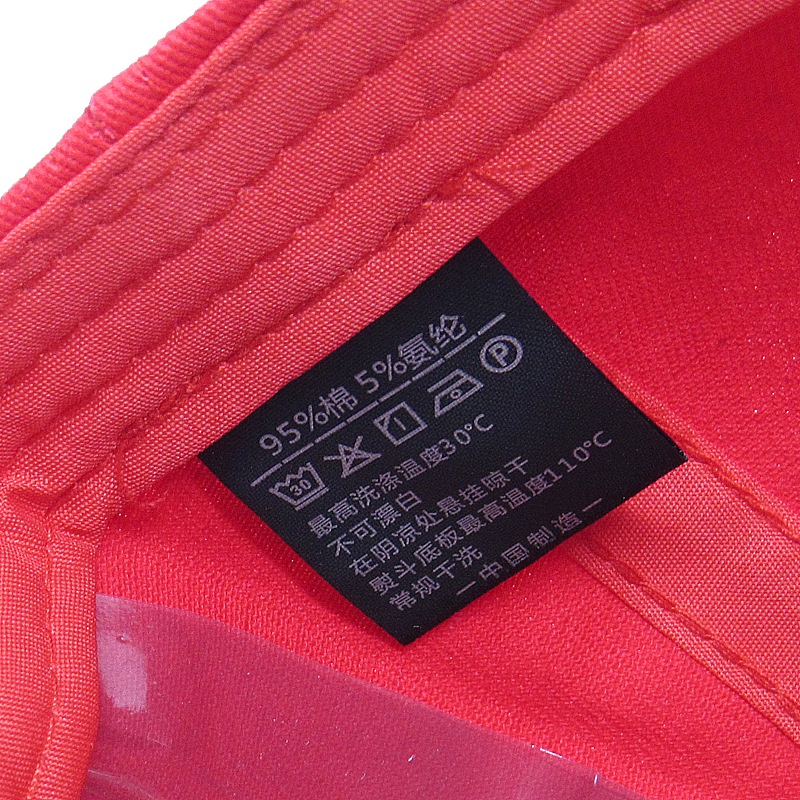 95%棉 5%氨纶
30 P
最高洗涤温度30℃
不可漂白
在阴凉处悬挂晾干
熨斗底板最高温度110℃
常规干洗
一中国制造一